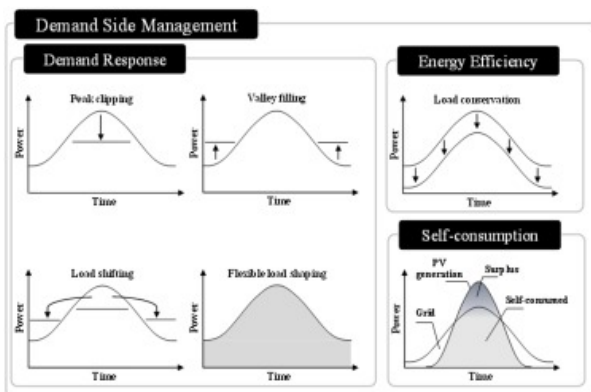 Demand Side Management
Demand Response
Energy Efficiency
Peak clipping
Power
Time
Valley filling
Power
Time
Load conservation
Power
Time
Load shifting
Power
Time
Flexible load shaping
Power
Time
Self-consumption
PV
generation
Surplus
Self-consumed
Grid
Power
Time